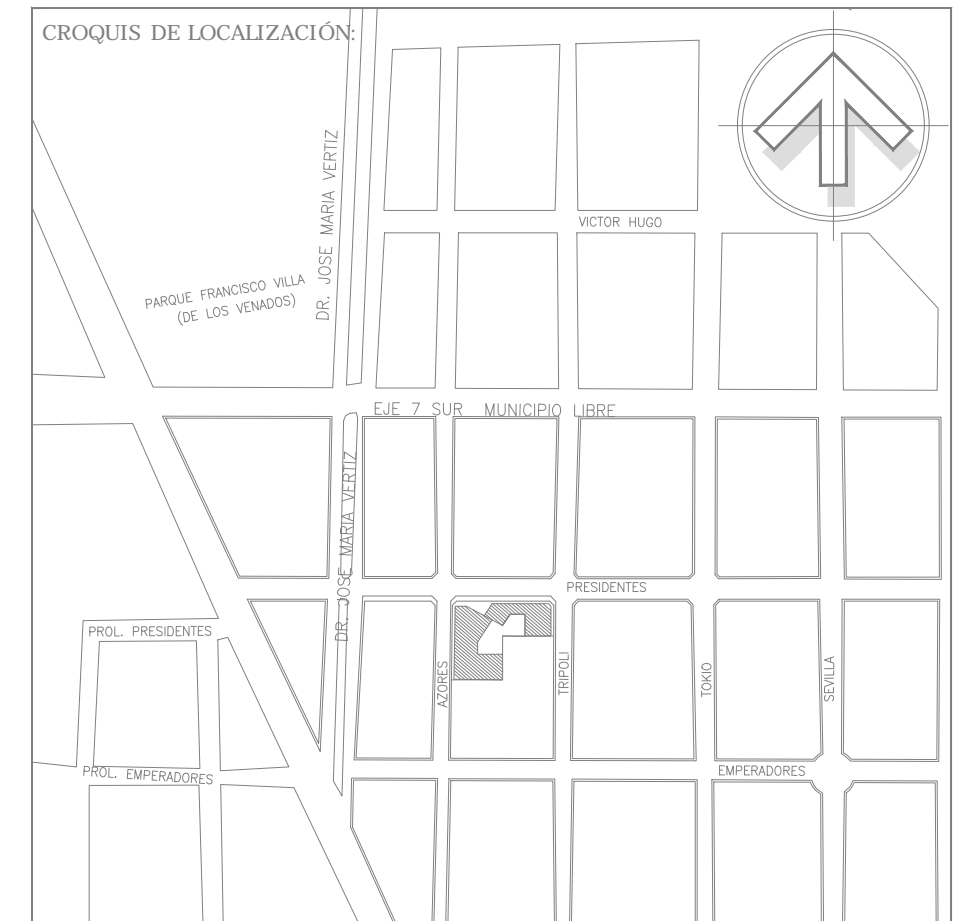 CROQUIS DE LOCALIZACIÓN:
DR. JOSE MARIA VERTIZ
VICTOR HUGO
PARQUE FRANCISCO VILLA
(DE LOS VENADOS)
EJE 7 SUR MUNICIPIO LIBRE
DR. JOSE MARIA VERTIZ
PRESIDENTES
PROL. PRESIDENTES
AZORES
TRIPOLI
TOKIO
SEVILLA
PROL. EMPERADORES
EMPERADORES